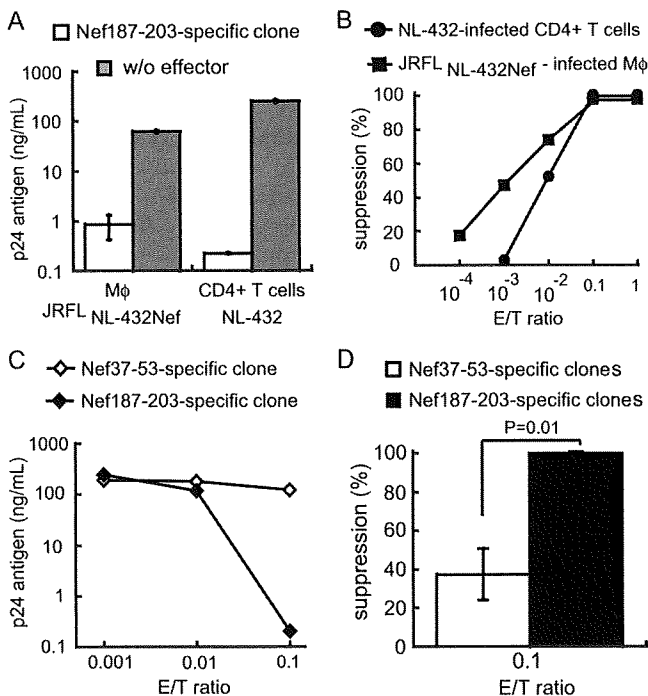 A
Nef187-203-specific clone
w/o effector
p24 antigen (ng/mL)
1000
100
10
1
0.1
Mϕ
CD4+ T cells
JRFL NL-432Nef
NL-432
B
NL-432-infected CD4+ T cells
JRFL NL-432Nef - infected Mϕ
suppression (%)
100
80
60
40
20
0
10-4
10-3
10-2
0.1
1
E/T ratio
C
Nef37-53-specific clone
Nef187-203-specific clone
p24 antigen (ng/mL)
1000
100
10
1
0.1
0.001
0.01
0.1
E/T ratio
D
Nef37-53-specific clones
Nef187-203-specific clones
P=0.01
suppression (%)
100
80
60
40
20
0
0.1
E/T ratio